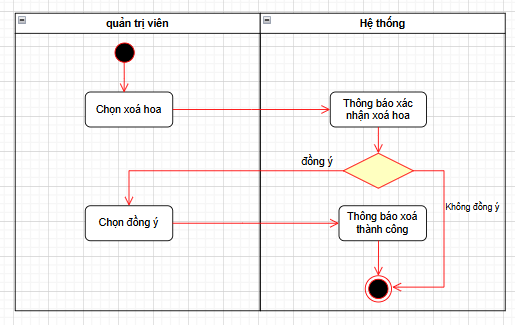 quản trị viên
Hệ thống
Chọn xoá hoa
Thông báo xác
nhận xoá hoa
đồng ý
Không đồng ý
Chọn đồng ý
Thông báo xoá
thành công